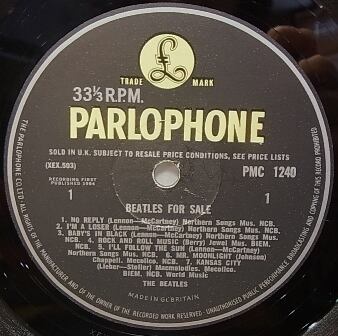 TRADE MARK
33⅓ R.P.M.
PARLOPHONE
SOLD IN U.K. SUBJECT TO RESALE PRICE CONDITIONS, SEE PRICE LISTS
(XEX.503)
PMC 1240
RECORDING FIRST
PUBLISHED 1964
1
1
BEATLES FOR SALE
1. NO REPLY (Lennon—McCartney) Northern Songs Mus. NCB.
2. I'M A LOSER (Lennon—McCartney) Northern Songs Mus. NCB.
3. BABY'S IN BLACK (Lennon—McCartney) Northern Songs Mus.
NCB. 4. ROCK AND ROLL MUSIC (Berry) Jewel Mus. BIEM.
NCB. 5. I'LL FOLLOW THE SUN (Lennon—McCartney)
Northern Songs Mus. NCB. 6. MR. MOONLIGHT (Johnson)
Chappell. Mecolico. NCB. 7. KANSAS CITY
(Lieber—Stoller) Macmelodies. Mecolico.
BIEM. NCB. World Music
THE BEATLES
MADE IN GT. BRITAIN
THE PARLOPHONE CO. LTD. ALL RIGHTS OF THE MANUFACTURER AND OF THE OWNER OF THE RECORDED WORK RESERVED. UNAUTHORISED PUBLIC PERFORMANCE BROADCASTING AND COPYING OF THIS RECORD PROHIBITED